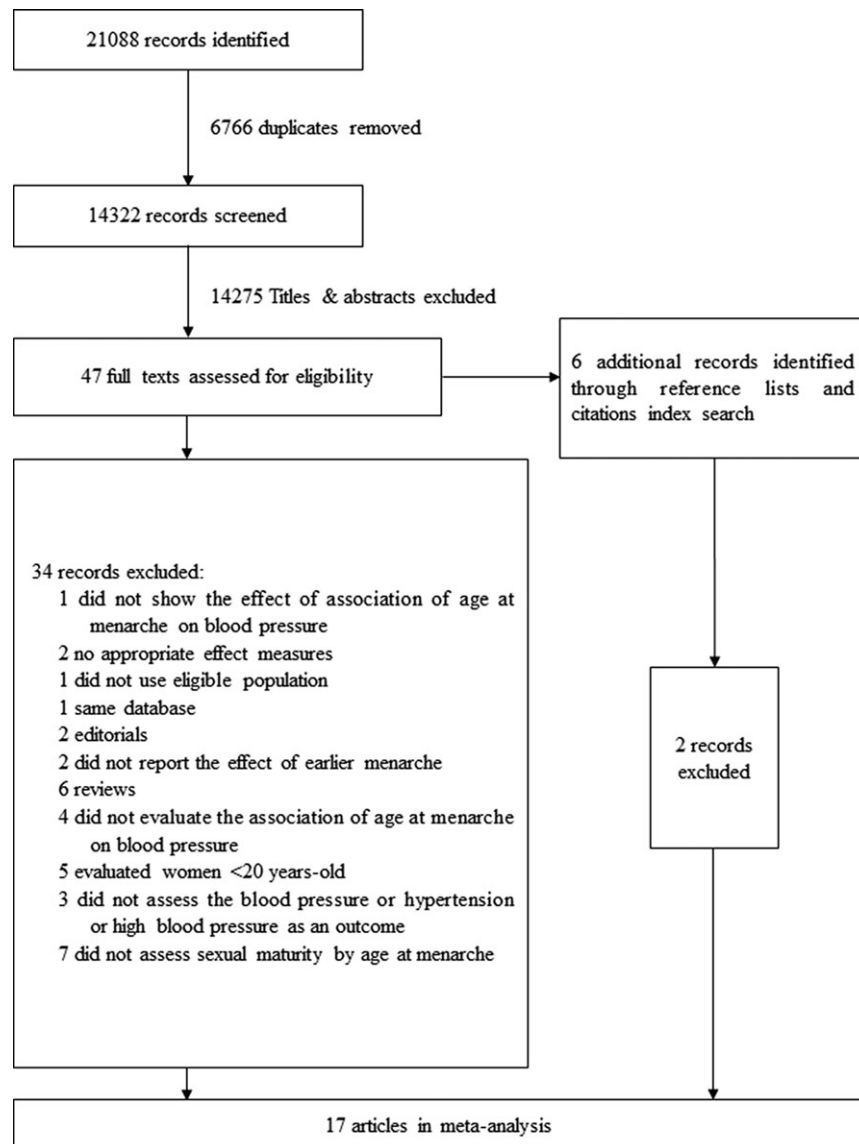 21088 records identified
6766 duplicates removed
14322 records screened
14275 Titles & abstracts excluded
47 full texts assessed for eligibility
6 additional records identified
through reference lists and
citations index search
34 records excluded:
1 did not show the effect of association of age at
menarche on blood pressure
2 no appropriate effect measures
1 did not use eligible population
1 same database
2 editorials
2 did not report the effect of earlier menarche
6 reviews
4 did not evaluate the association of age at menarche
on blood pressure
5 evaluated women <20 years-old
3 did not assess the blood pressure or hypertension
or high blood pressure as an outcome
7 did not assess sexual maturity by age at menarche
2 records
excluded
17 articles in meta-analysis